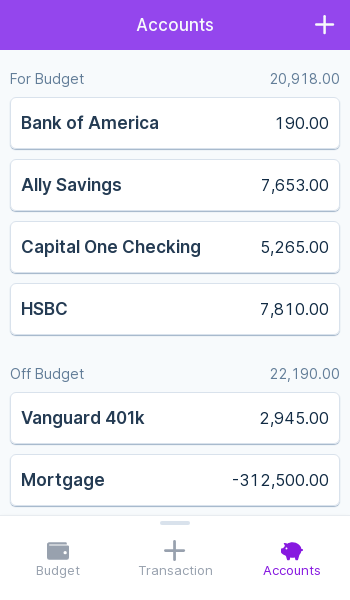 Accounts
For Budget 20,918.00
Bank of America 190.00
Ally Savings 7,653.00
Capital One Checking 5,265.00
HSBC 7,810.00
Off Budget 22,190.00
Vanguard 401k 2,945.00
Mortgage -312,500.00
Budget Transaction Accounts